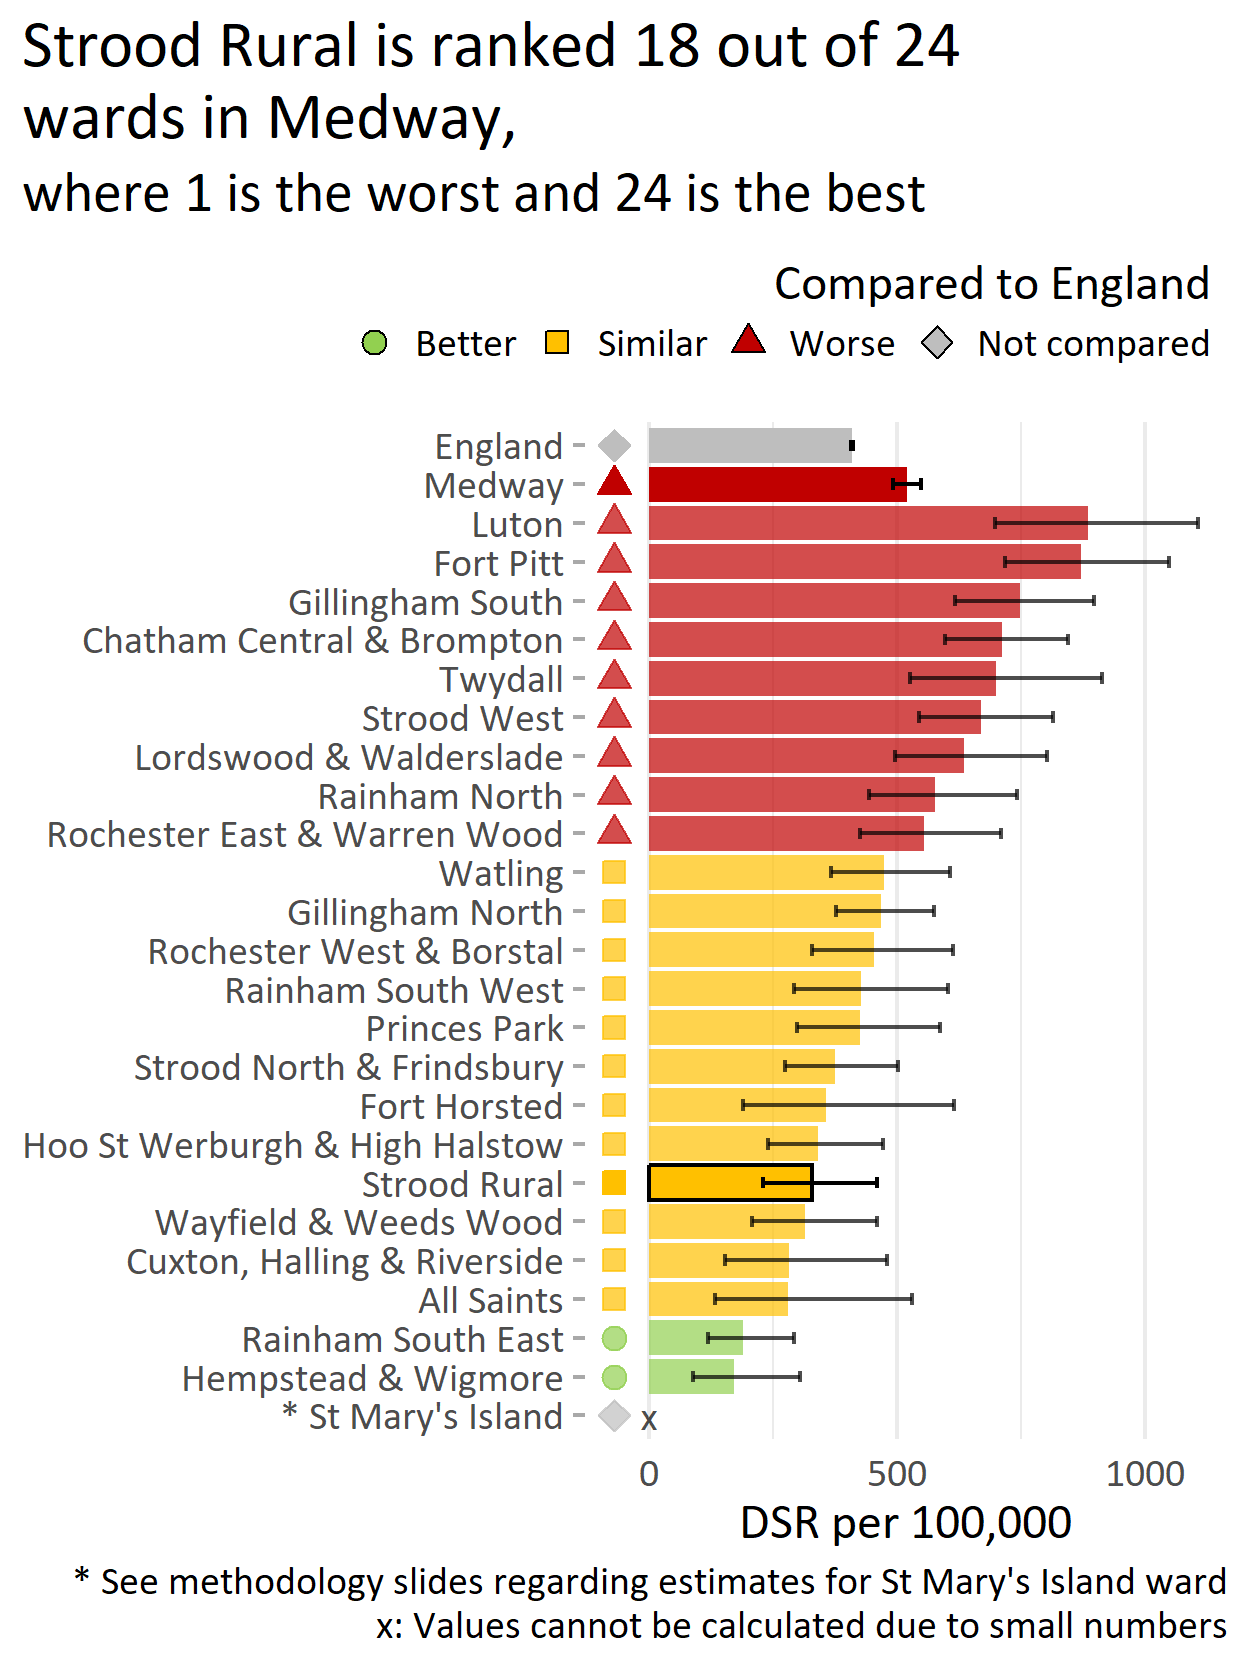 Strood Rural is ranked 18 out of 24
wards in Medway,
where 1 is the worst and 24 is the best
Compared to England
Better Similar Worse Not compared
England
Medway
Luton
Fort Pitt
Gillingham South
Chatham Central & Brompton
Twydall
Strood West
Lordswood & Walderslade
Rainham North
Rochester East & Warren Wood
Watling
Gillingham North
Rochester West & Borstal
Rainham South West
Princes Park
Strood North & Frindsbury
Fort Horsted
Hoo St Werburgh & High Halstow
Strood Rural
Wayfield & Weeds Wood
Cuxton, Halling & Riverside
All Saints
Rainham South East
Hempstead & Wigmore
* St Mary's Island x
0 500 1000
DSR per 100,000
* See methodology slides regarding estimates for St Mary's Island ward
x: Values cannot be calculated due to small numbers